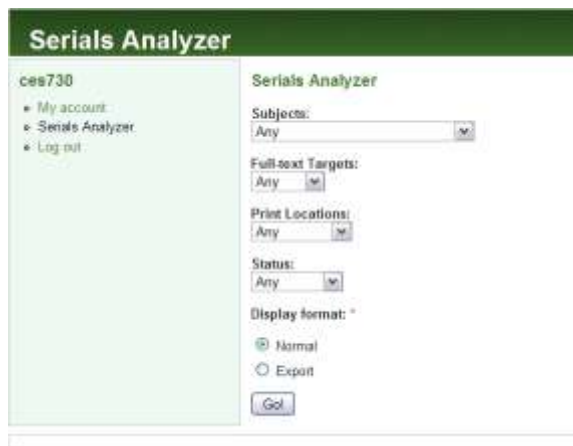 Serials Analyzer
ces730
My account
Serials Analyzer
Log out
Serials Analyzer
Subjects:
Any
Full-text Targets:
Any
Print Locations:
Any
Status:
Any
Display format: *
Normal
Export
Go!